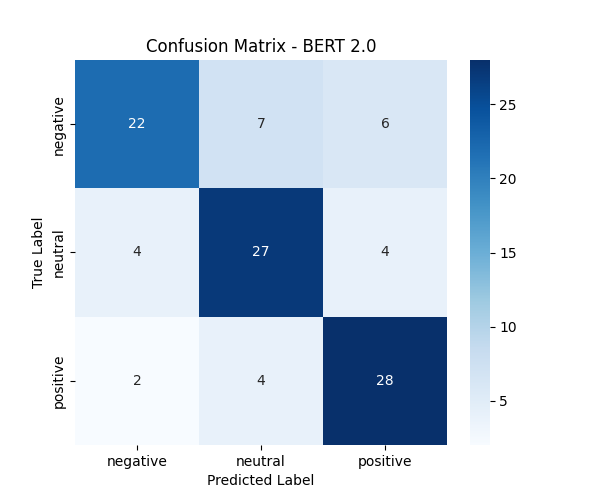 Confusion Matrix - BERT 2.0
True Label
negative
22 7 6
neutral
4 27 4
positive
2 4 28
negative neutral positive
Predicted Label
25
20
15
10
5